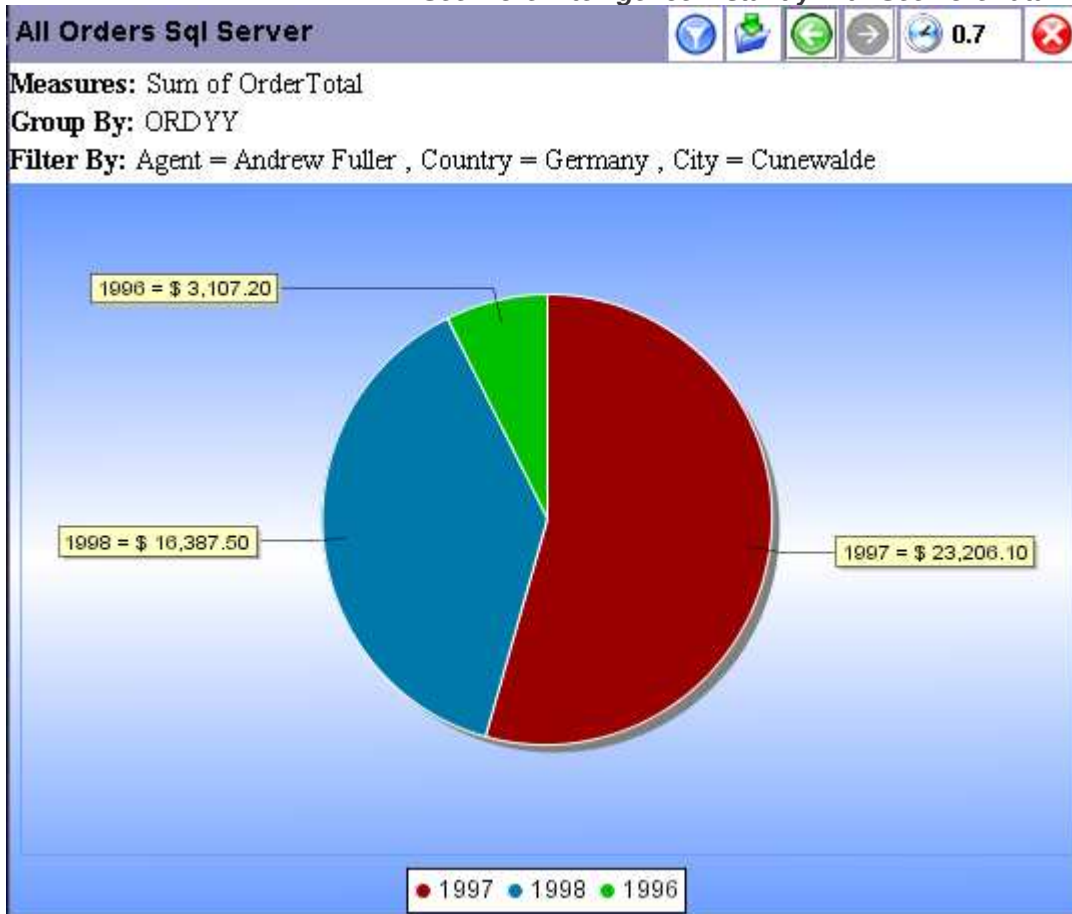 All Orders Sql Server
0.7
Measures: Sum of OrderTotal
Group By: ORDYY
Filter By: Agent = Andrew Fuller , Country = Germany , City = Cunewalde
1996 = $ 3,107.20
1998 = $ 16,387.50
1997 = $ 23,206.10
1997 1998 1996